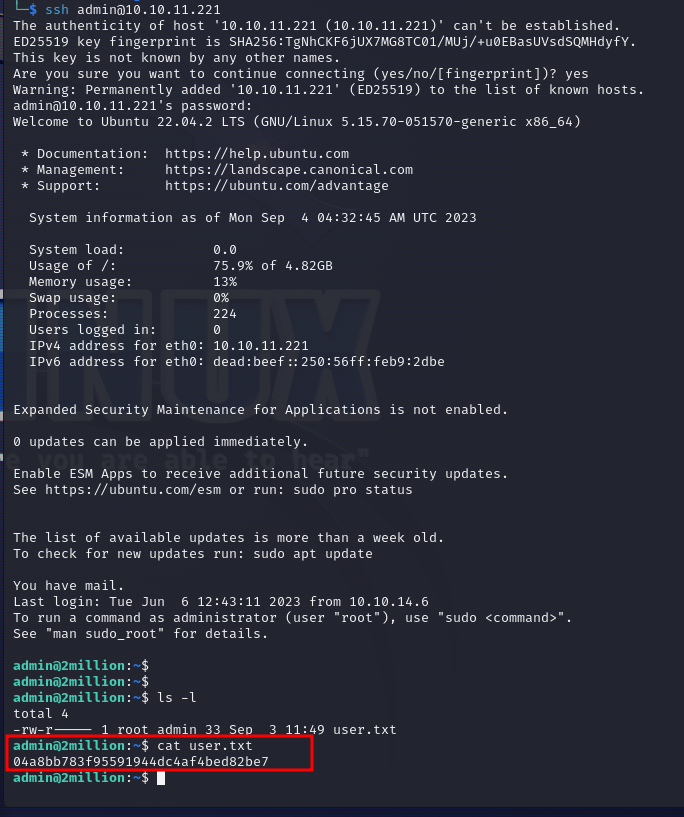 └─$ ssh admin@10.10.11.221
The authenticity of host '10.10.11.221 (10.10.11.221)' can't be established.
ED25519 key fingerprint is SHA256:TgNhCKF6jUX7MG8TC01/MUj/+u0EBasUVsdSQMHdyfY.
This key is not known by any other names.
Are you sure you want to continue connecting (yes/no/[fingerprint])? yes
Warning: Permanently added '10.10.11.221' (ED25519) to the list of known hosts.
admin@10.10.11.221's password:
Welcome to Ubuntu 22.04.2 LTS (GNU/Linux 5.15.70-051570-generic x86_64)

 * Documentation:  https://help.ubuntu.com
 * Management:     https://landscape.canonical.com
 * Support:        https://ubuntu.com/advantage

  System information as of Mon Sep  4 04:32:45 AM UTC 2023

  System load:           0.0
  Usage of /:            75.9% of 4.82GB
  Memory usage:          13%
  Swap usage:            0%
  Processes:             224
  Users logged in:       0
  IPv4 address for eth0: 10.10.11.221
  IPv6 address for eth0: dead:beef::250:56ff:feb9:2dbe

Expanded Security Maintenance for Applications is not enabled.

0 updates can be applied immediately.
e you are able to hear"
Enable ESM Apps to receive additional future security updates.
See https://ubuntu.com/esm or run: sudo pro status

The list of available updates is more than a week old.
To check for new updates run: sudo apt update

You have mail.
Last login: Tue Jun  6 12:43:11 2023 from 10.10.14.6
To run a command as administrator (user "root"), use "sudo <command>".
See "man sudo_root" for details.

admin@2million:~$
admin@2million:~$
admin@2million:~$ ls -l
total 4
-rw-r----- 1 root admin 33 Sep  3 11:49 user.txt
admin@2million:~$ cat user.txt
04a8bb783f95591944dc4af4bed82be7
admin@2million:~$